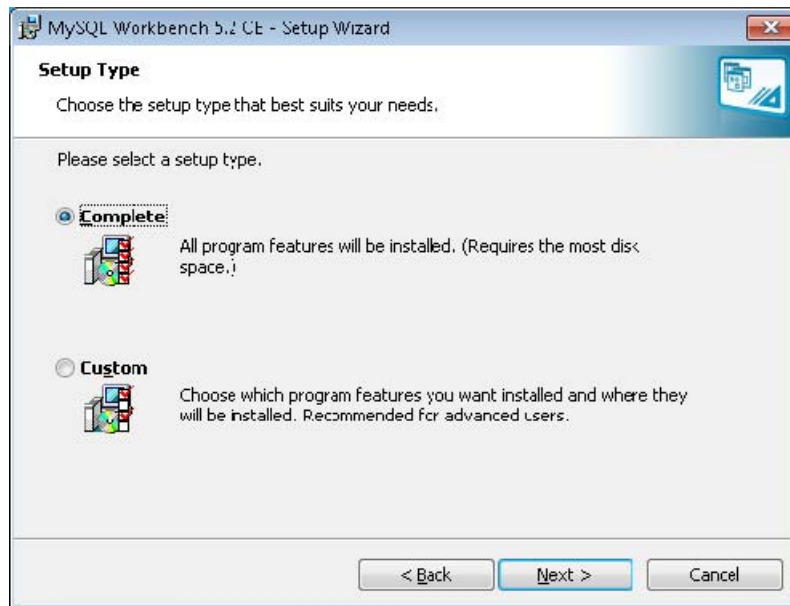 MySQL Workbench 5.2 CE - Setup Wizard
Setup Type
Choose the setup type that best suits your needs.
Please select a setup type.
Complete
All program features will be installed. (Requires the most disk
space.)
Custom
Choose which program features you want installed and where they
will be installed. Recommended for advanced users.
< Back
Next >
Cancel